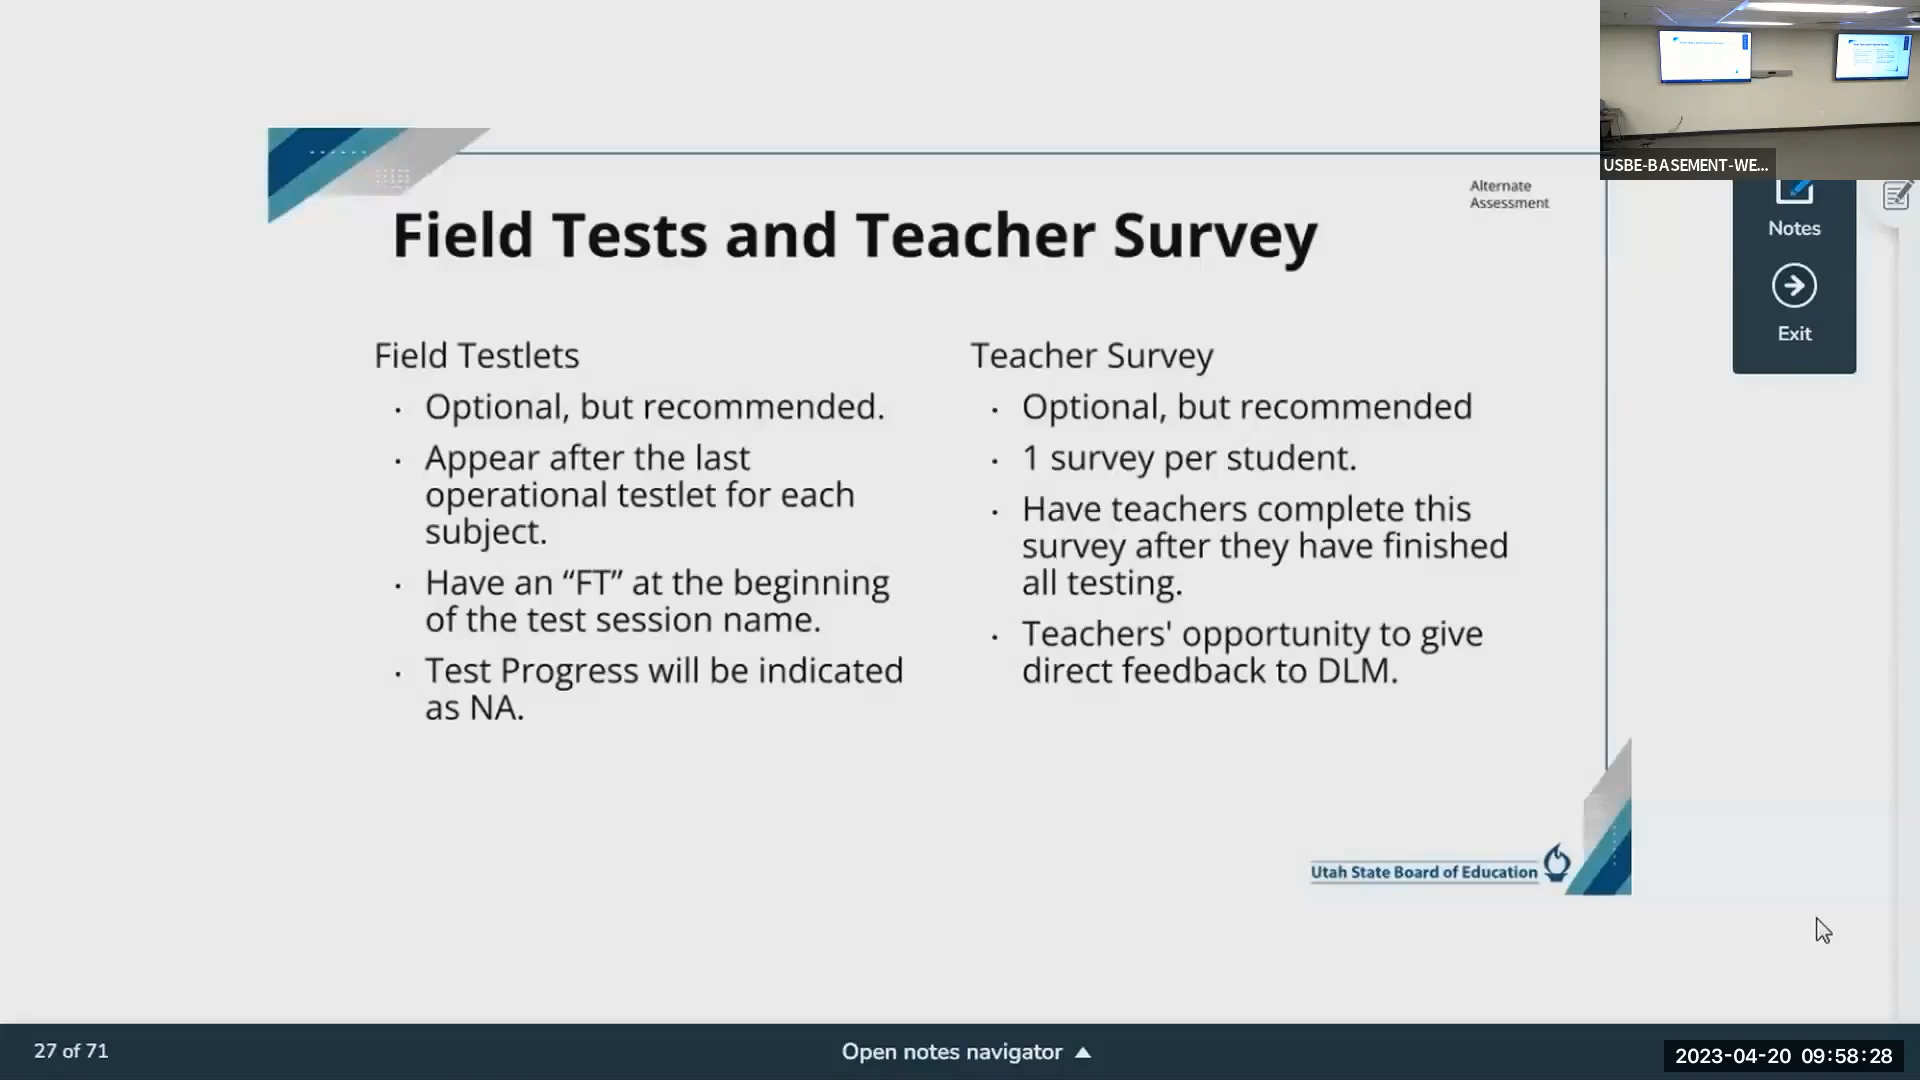 USBE-BASEMENT-WE...
Notes
Exit
Alternate
Assessment
Field Tests and Teacher Survey
Field Testlets
· Optional, but recommended.
· Appear after the last
operational testlet for each
subject.
· Have an “FT” at the beginning
of the test session name.
· Test Progress will be indicated
as NA.
Teacher Survey
· Optional, but recommended
· 1 survey per student.
· Have teachers complete this
survey after they have finished
all testing.
· Teachers' opportunity to give
direct feedback to DLM.
Utah State Board of Education
27 of 71
Open notes navigator
2023-04-20 09:58:28